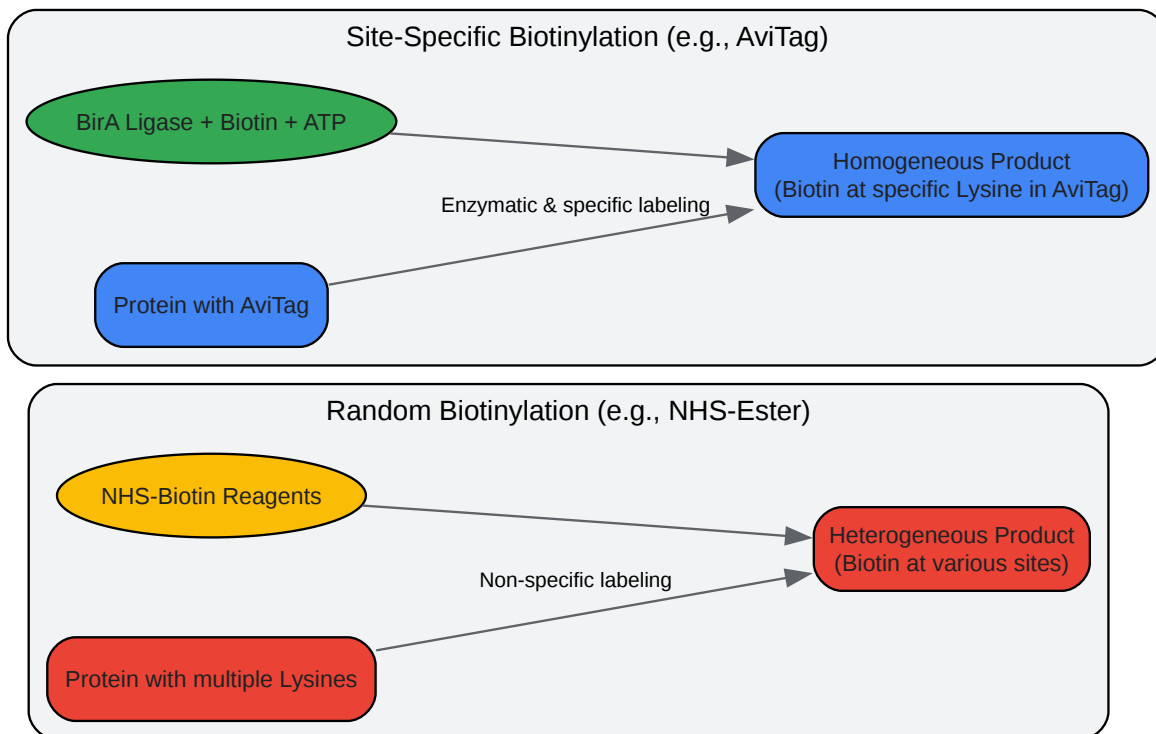 Site-Specific Biotinylation (e.g., AviTag)
BirA Ligase + Biotin + ATP
Homogeneous Product
(Biotin at specific Lysine in AviTag)
Enzymatic & specific labeling
Protein with AviTag
Random Biotinylation (e.g., NHS-Ester)
NHS-Biotin Reagents
Heterogeneous Product
(Biotin at various sites)
Non-specific labeling
Protein with multiple Lysines